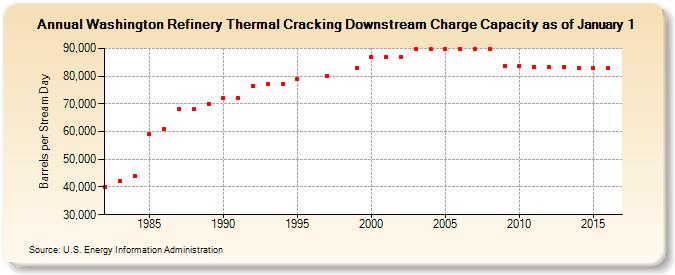 Annual Washington Refinery Thermal Cracking Downstream Charge Capacity as of January 1
Barrels per Stream Day
90,000
80,000
70,000
60,000
50,000
40,000
30,000
1985 1990 1995 2000 2005 2010 2015
Source: U.S. Energy Information Administration